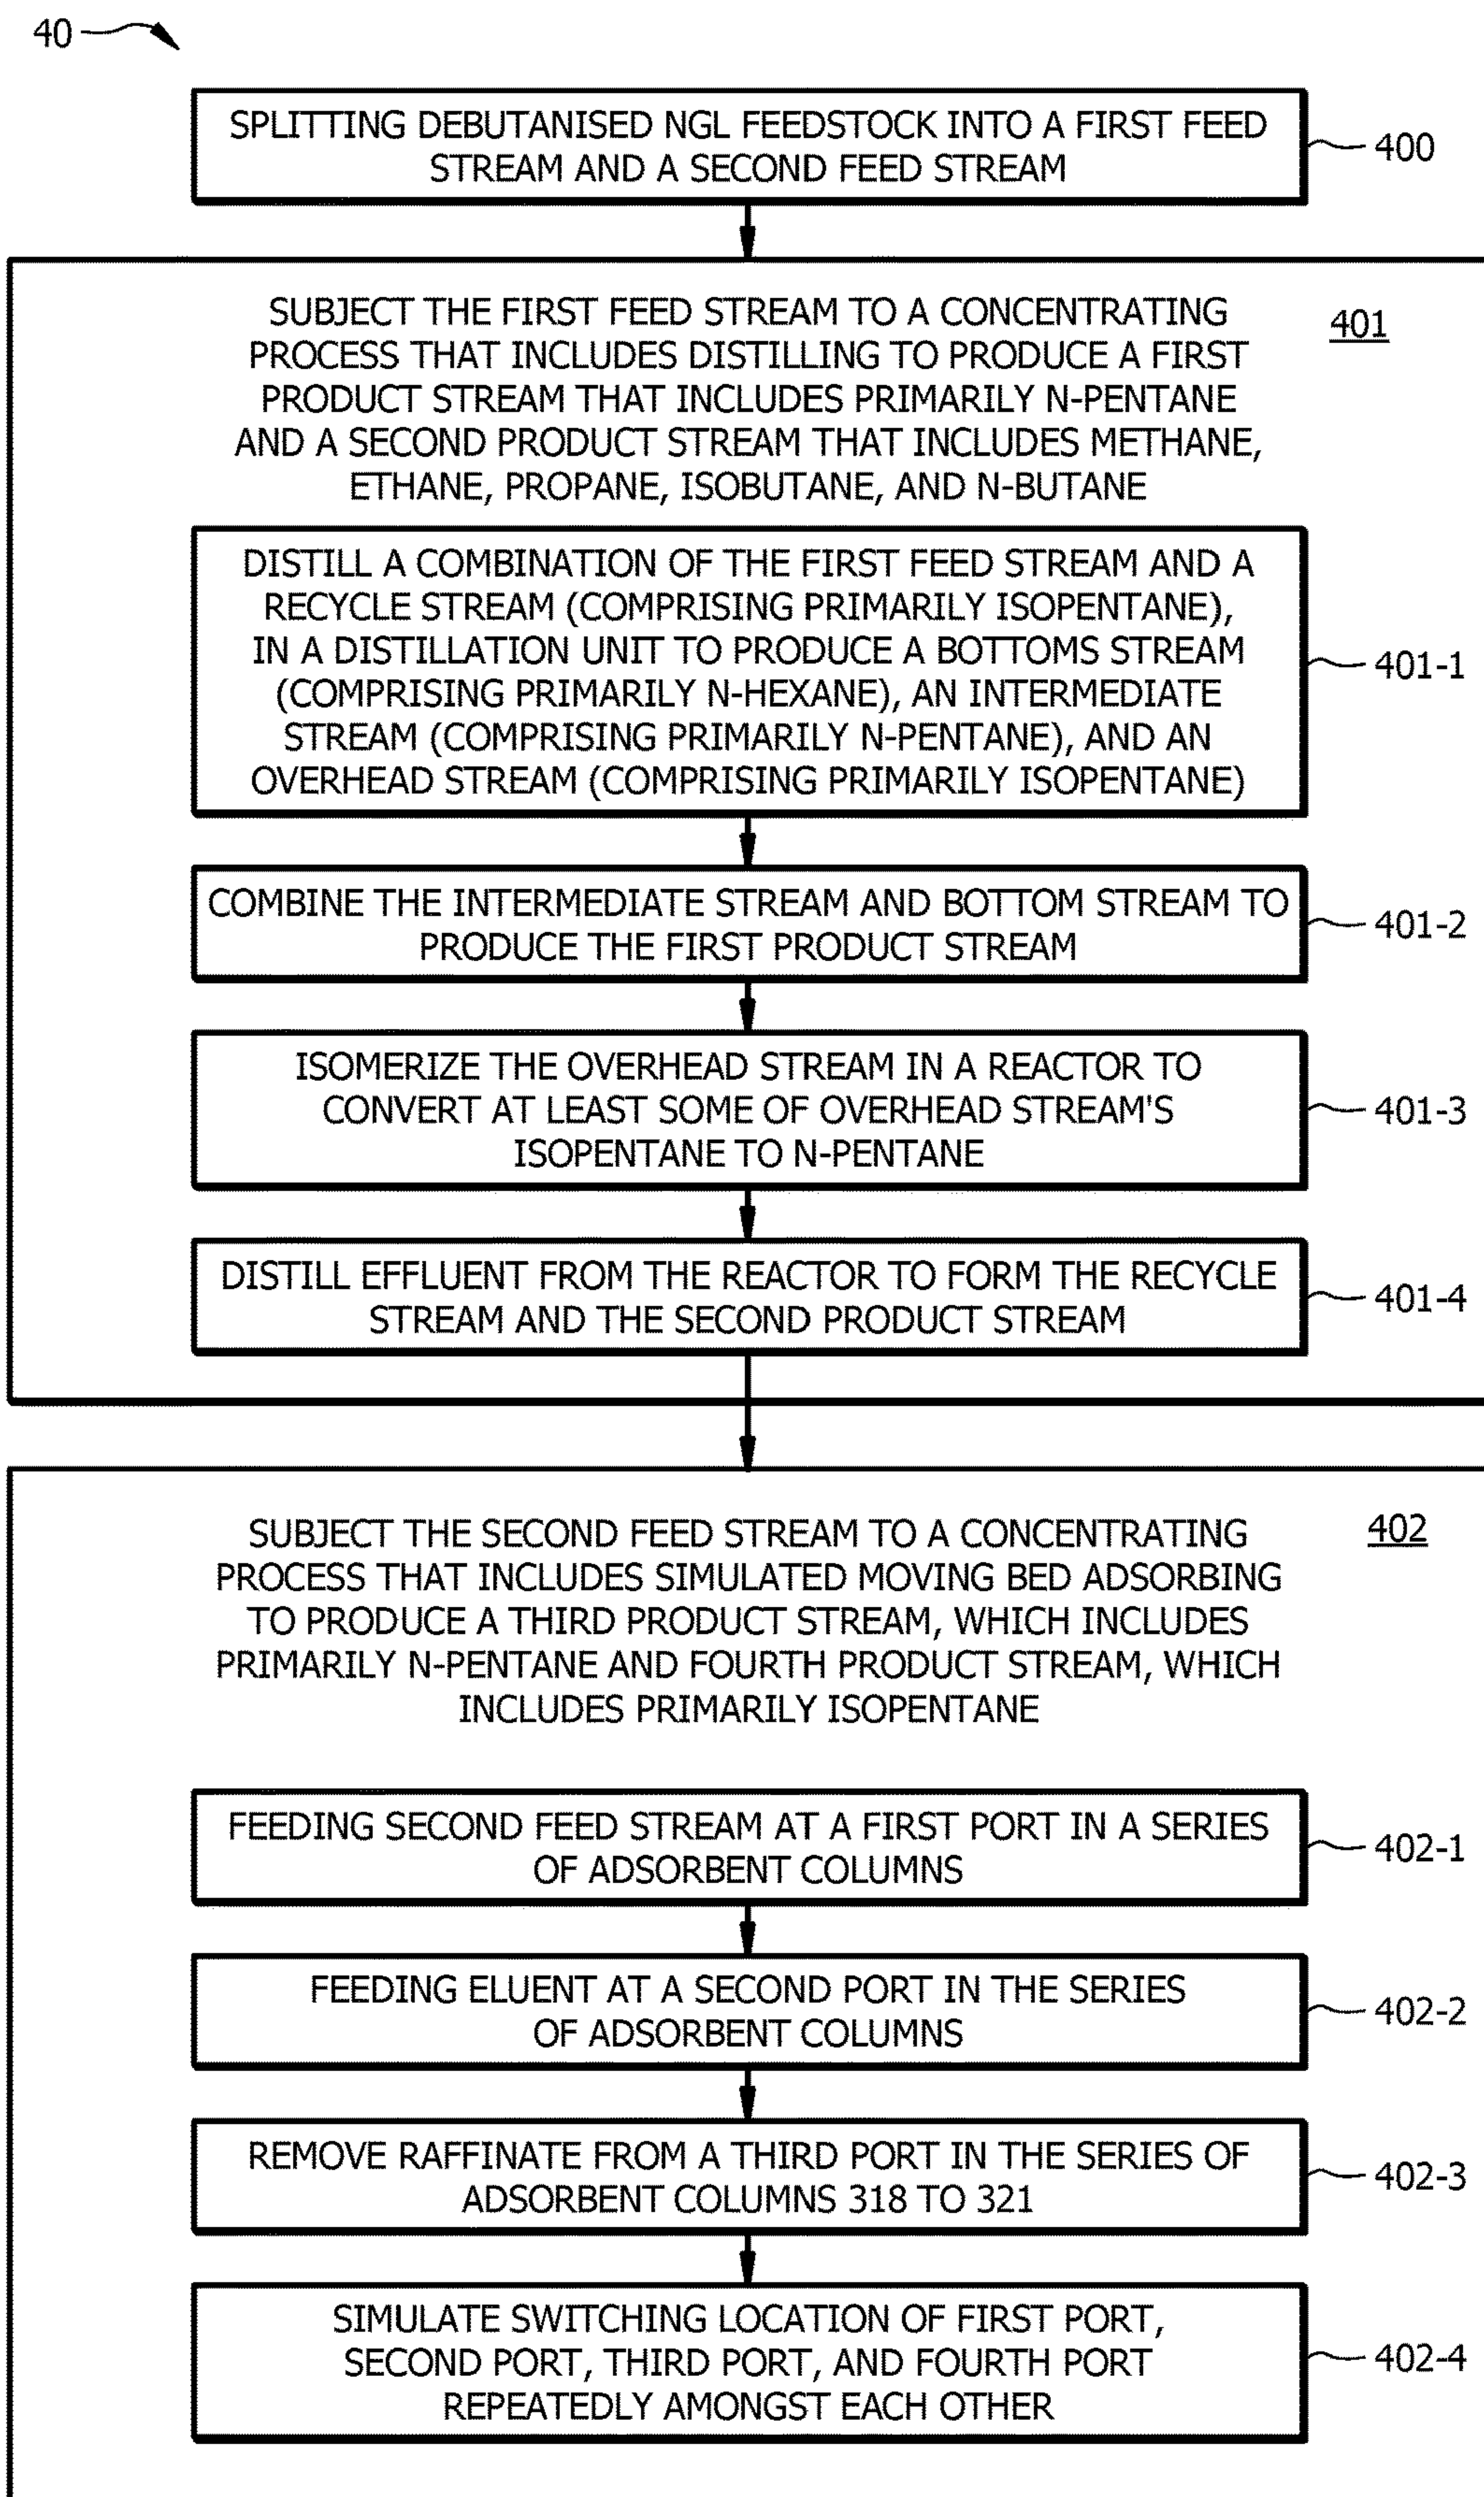 40
SPLITTING DEBUTANISED NGL FEEDSTOCK INTO A FIRST FEED
STREAM AND A SECOND FEED STREAM
400
SUBJECT THE FIRST FEED STREAM TO A CONCENTRATING
PROCESS THAT INCLUDES DISTILLING TO PRODUCE A FIRST
PRODUCT STREAM THAT INCLUDES PRIMARILY N-PENTANE
AND A SECOND PRODUCT STREAM THAT INCLUDES METHANE,
ETHANE, PROPANE, ISOBUTANE, AND N-BUTANE
401
DISTILL A COMBINATION OF THE FIRST FEED STREAM AND A
RECYCLE STREAM (COMPRISING PRIMARILY ISOPENTANE),
IN A DISTILLATION UNIT TO PRODUCE A BOTTOMS STREAM
(COMPRISING PRIMARILY N-HEXANE), AN INTERMEDIATE
STREAM (COMPRISING PRIMARILY N-PENTANE), AND AN
OVERHEAD STREAM (COMPRISING PRIMARILY ISOPENTANE)
401-1
COMBINE THE INTERMEDIATE STREAM AND BOTTOM STREAM TO
PRODUCE THE FIRST PRODUCT STREAM
401-2
ISOMERIZE THE OVERHEAD STREAM IN A REACTOR TO
CONVERT AT LEAST SOME OF OVERHEAD STREAM'S
ISOPENTANE TO N-PENTANE
401-3
DISTILL EFFLUENT FROM THE REACTOR TO FORM THE RECYCLE
STREAM AND THE SECOND PRODUCT STREAM
401-4
SUBJECT THE SECOND FEED STREAM TO A CONCENTRATING
PROCESS THAT INCLUDES SIMULATED MOVING BED ADSORBING
TO PRODUCE A THIRD PRODUCT STREAM, WHICH INCLUDES
PRIMARILY N-PENTANE AND FOURTH PRODUCT STREAM, WHICH
INCLUDES PRIMARILY ISOPENTANE
402
FEEDING SECOND FEED STREAM AT A FIRST PORT IN A SERIES
OF ADSORBENT COLUMNS
402-1
FEEDING ELUENT AT A SECOND PORT IN THE SERIES
OF ADSORBENT COLUMNS
402-2
REMOVE RAFFINATE FROM A THIRD PORT IN THE SERIES OF
ADSORBENT COLUMNS 318 TO 321
402-3
SIMULATE SWITCHING LOCATION OF FIRST PORT,
SECOND PORT, THIRD PORT, AND FOURTH PORT
REPEATEDLY AMONGST EACH OTHER
402-4